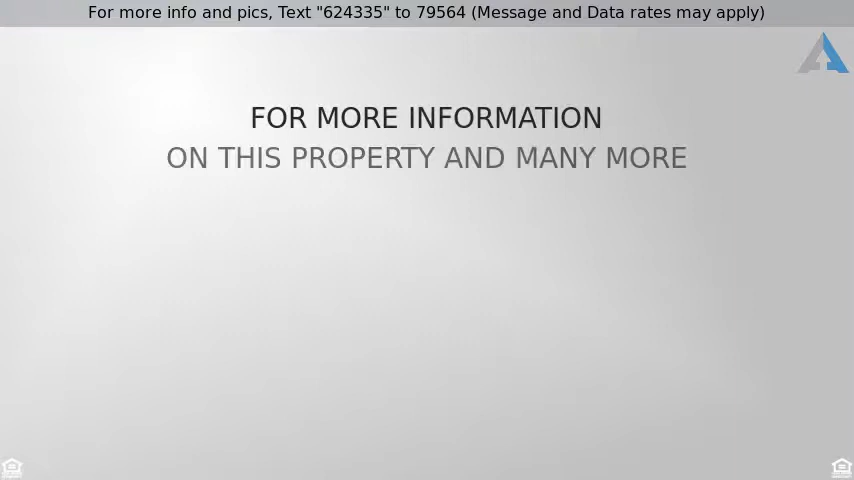 For more info and pics, Text "624335" to 79564 (Message and Data rates may apply)
FOR MORE INFORMATION
ON THIS PROPERTY AND MANY MORE